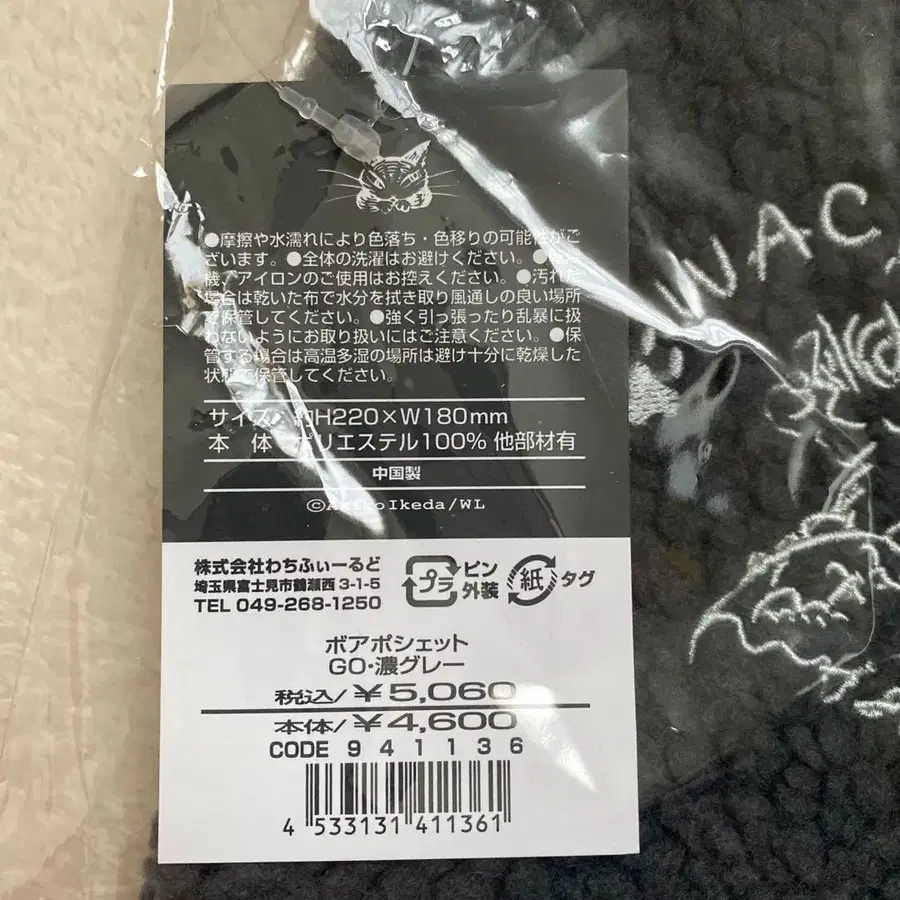 ●摩擦や水濡れにより色落ち・色移りの可能性がご
ざいます。●全体の洗濯はお避けください。●
機、アイロンのご使用はお控えください。●汚れた
場合は乾いた布で水分を拭き取り風通しの良い場所
で保管してください。●強く引っ張ったり乱暴に扱
わないようにお取り扱いにはご注意ください。●保
管する場合は高温多湿の場所は避け十分に乾燥した
状態で保管してください。
サイズ/約H220×W180mm
本体 ポリエステル100% 他部材有
中国製
©Akiko Ikeda/WL
株式会社わちふぃーるど
埼玉県富士見市鶴瀬西3-1-5
TEL 049-268-1250
プラ ピン
外装
紙 タグ
ボアポシェット
GO・濃グレー
税込/¥5,060
本体/¥4,600
CODE 941136
4 533131 411361
WAC